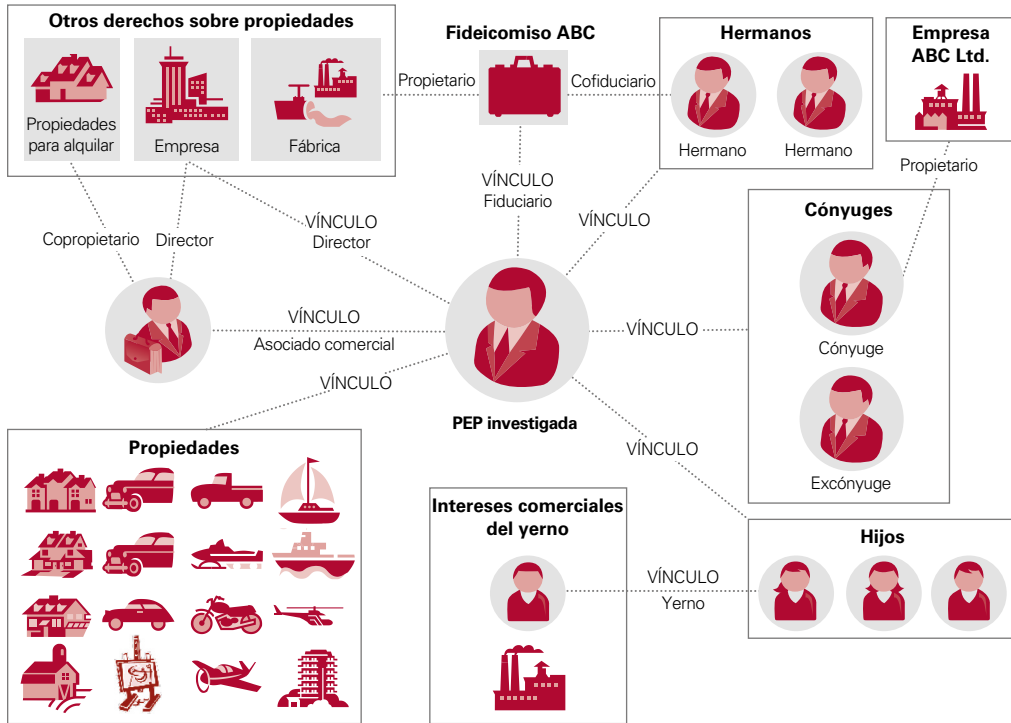 Otros derechos sobre propiedades
Propiedades
para alquilar
Empresa
Fábrica
Fideicomiso ABC
Propietario
Cofiduciario
Hermanos
Hermano
Hermano
Empresa
ABC Ltd.
Propietario
VÍNCULO
Fiduciario
VÍNCULO
Director
VÍNCULO
Copropietario
Director
Cónyuges
Cónyuge
Excónyuge
VÍNCULO
Asociado comercial
VÍNCULO
VÍNCULO
PEP investigada
VÍNCULO
Propiedades
Intereses comerciales
del yerno
VÍNCULO
Yerno
Hijos